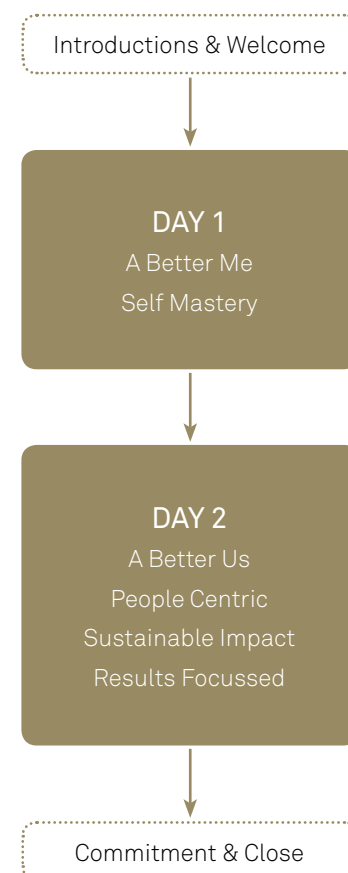 Introductions & Welcome
DAY 1
A Better Me
Self Mastery
DAY 2
A Better Us
People Centric
Sustainable Impact
Results Focussed
Commitment & Close